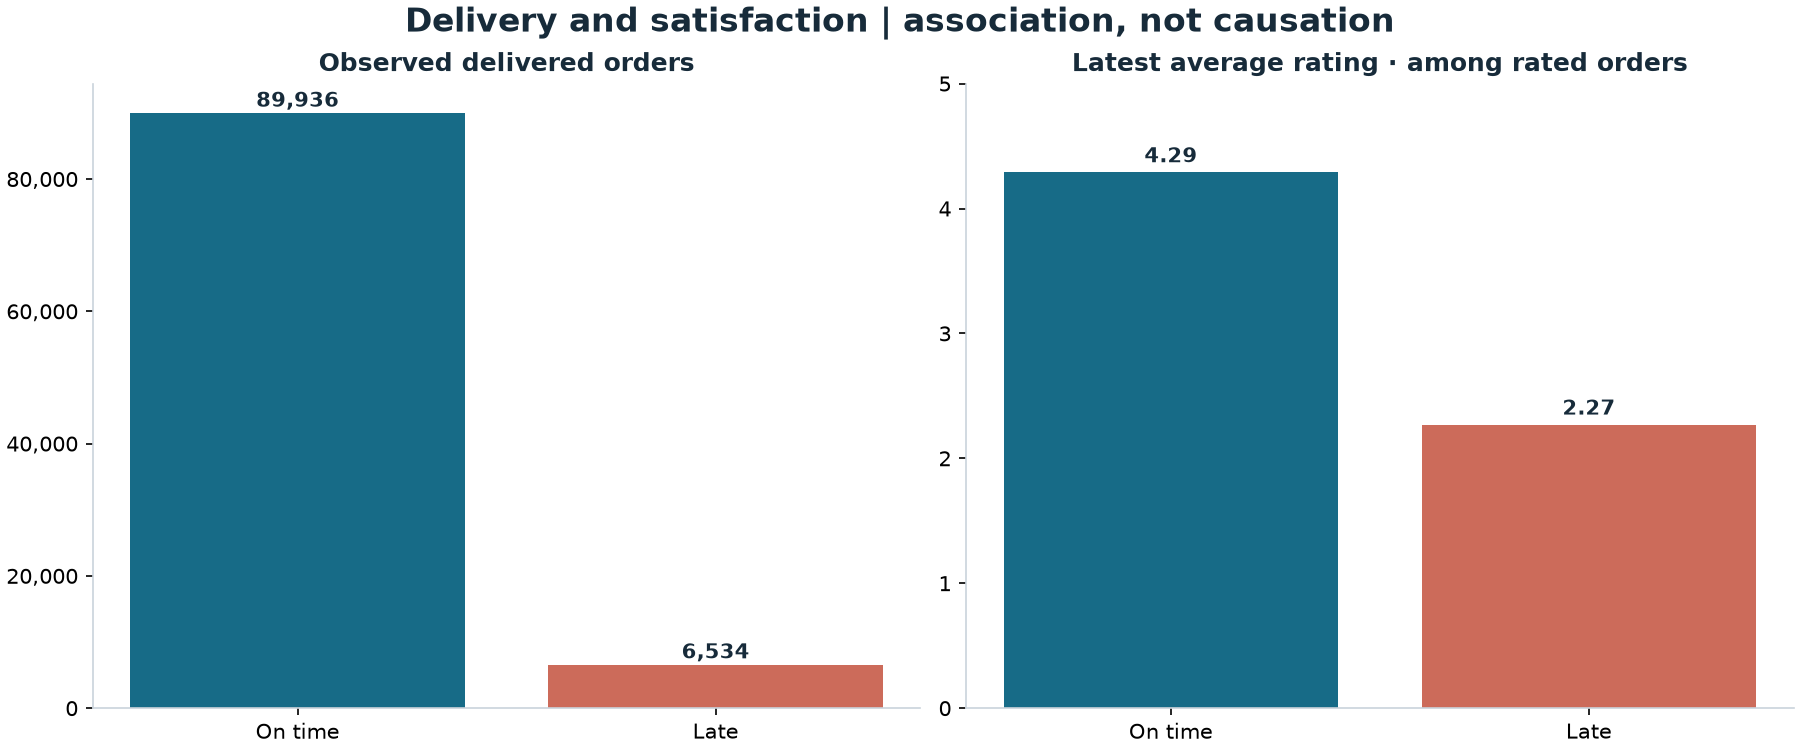 Delivery and satisfaction | association, not causation
Observed delivered orders
89,936
80,000
60,000
40,000
20,000
0
6,534
On time
Late
Latest average rating · among rated orders
5
4
3
2
1
0
4.29
2.27
On time
Late